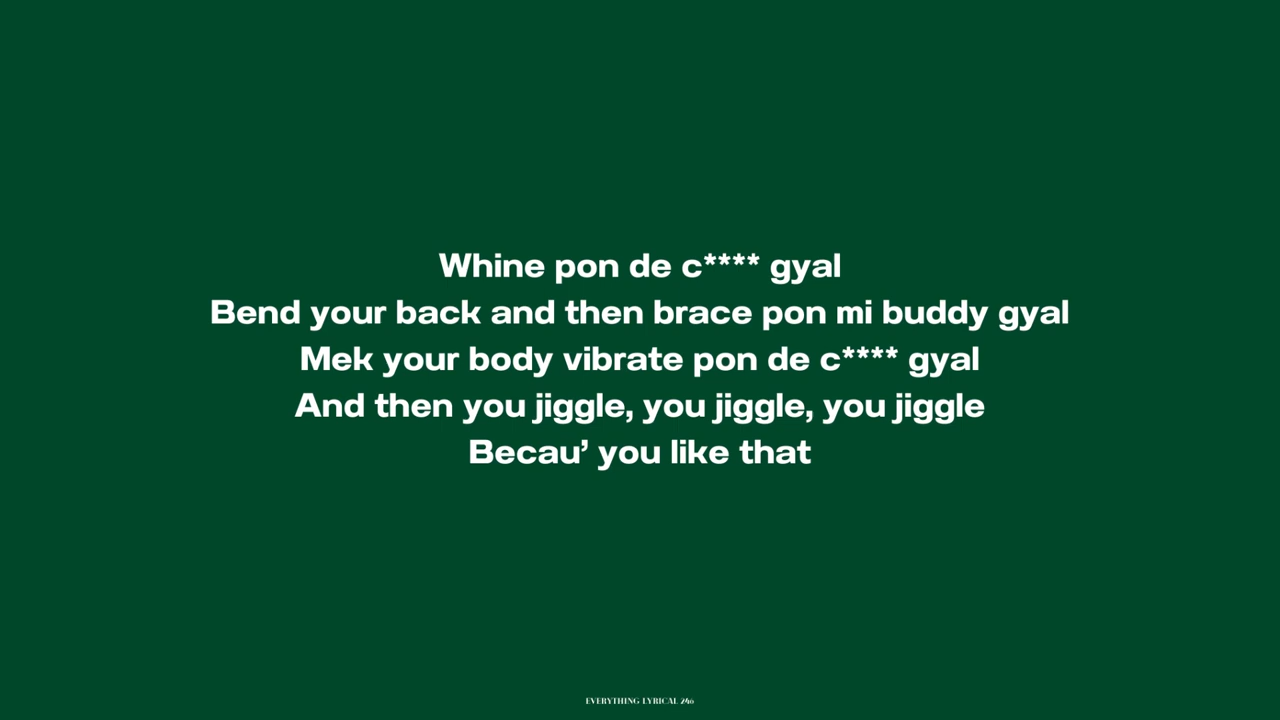 Whine pon de c**** gyal
Bend your back and then brace pon mi buddy gyal
Mek your body vibrate pon de c**** gyal
And then you jiggle, you jiggle, you jiggle
Becau’ you like that
EVERYTHING LYRICAL 246